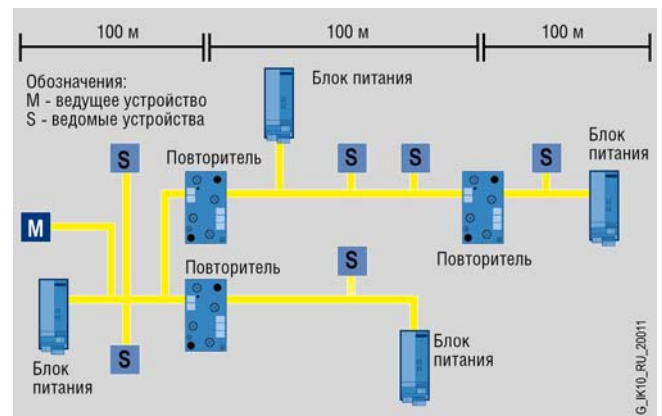 100 м
100 м
100 м
Обозначения:
М - ведущее устройство
S - ведомые устройства
Блок питания
Блок
питания
S
Повторитель
S
S
S
M
Повторитель
S
Повторитель
Блок
питания
S
Блок
питания
G_IK10_RU_20011